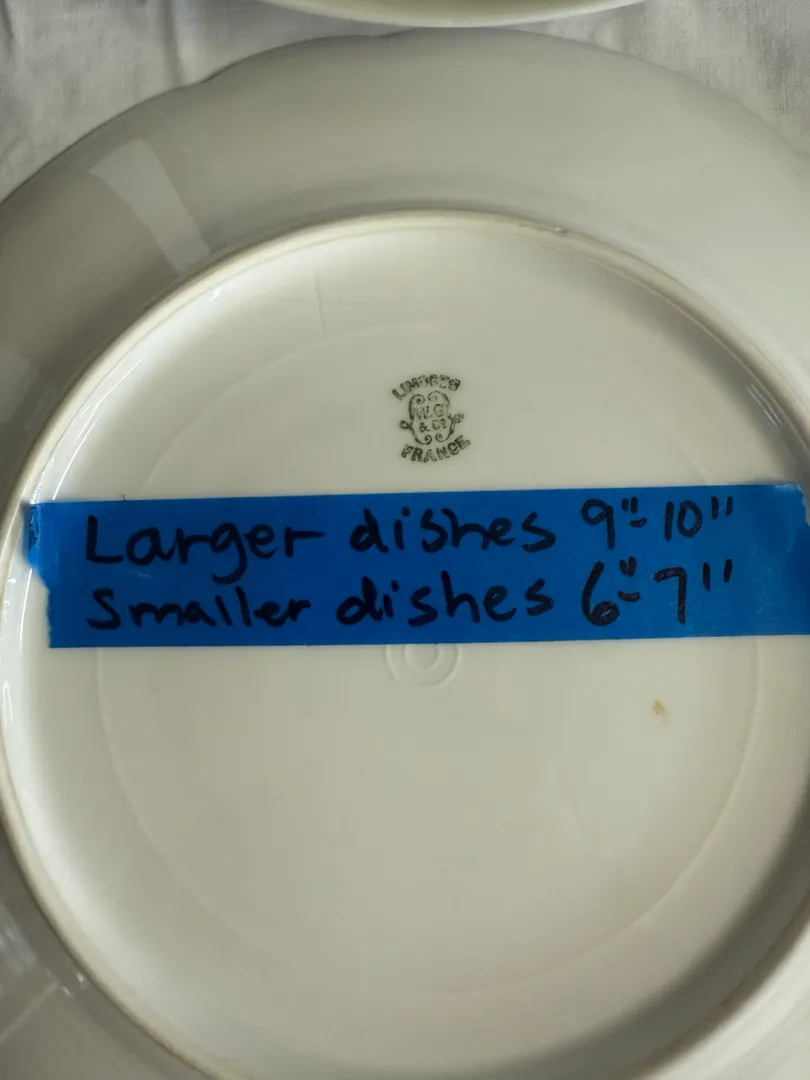 LIMOGES
W.G.
& Co.
FRANCE
Larger dishes 9"-10"
Smaller dishes 6"-7"